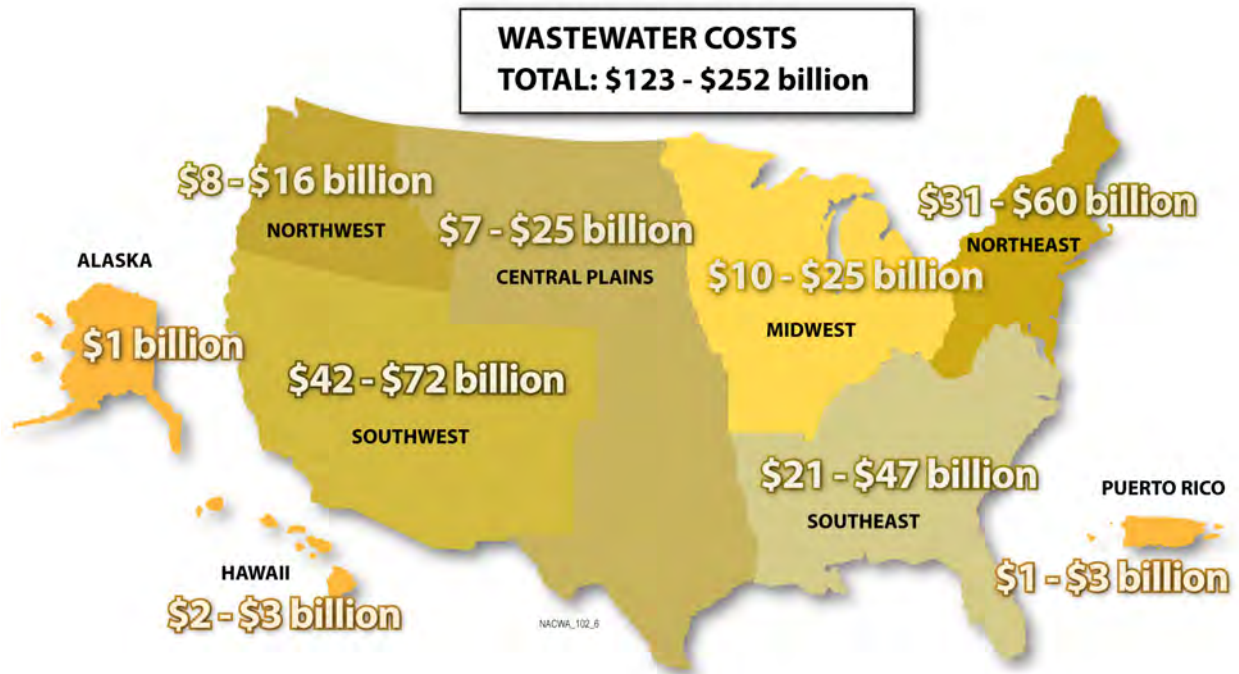 WASTEWATER COSTS
TOTAL: $123 - $252 billion
$8 - $16 billion
NORTHWEST
$7 - $25 billion
CENTRAL PLAINS
$31 - $60 billion
NORTHEAST
$10 - $25 billion
MIDWEST
ALASKA
$1 billion
$42 - $72 billion
SOUTHWEST
$21 - $47 billion
SOUTHEAST
PUERTO RICO
$1 - $3 billion
HAWAII
$2 - $3 billion
NACWA_102_6